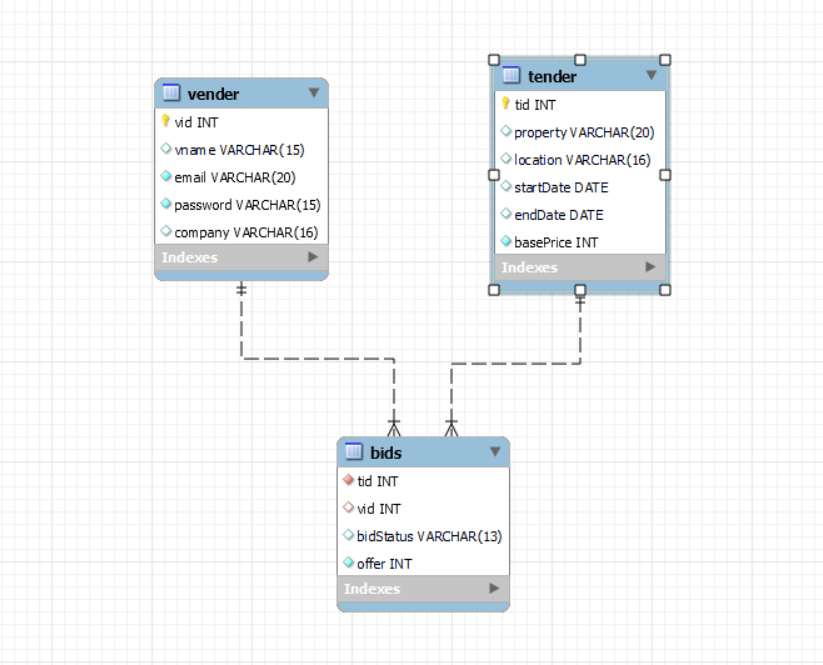 vender
vid INT
vname VARCHAR(15)
email VARCHAR(20)
password VARCHAR(15)
company VARCHAR(16)
Indexes
tender
tid INT
property VARCHAR(20)
location VARCHAR(16)
startDate DATE
endDate DATE
basePrice INT
Indexes
bids
tid INT
vid INT
bidStatus VARCHAR(13)
offer INT
Indexes